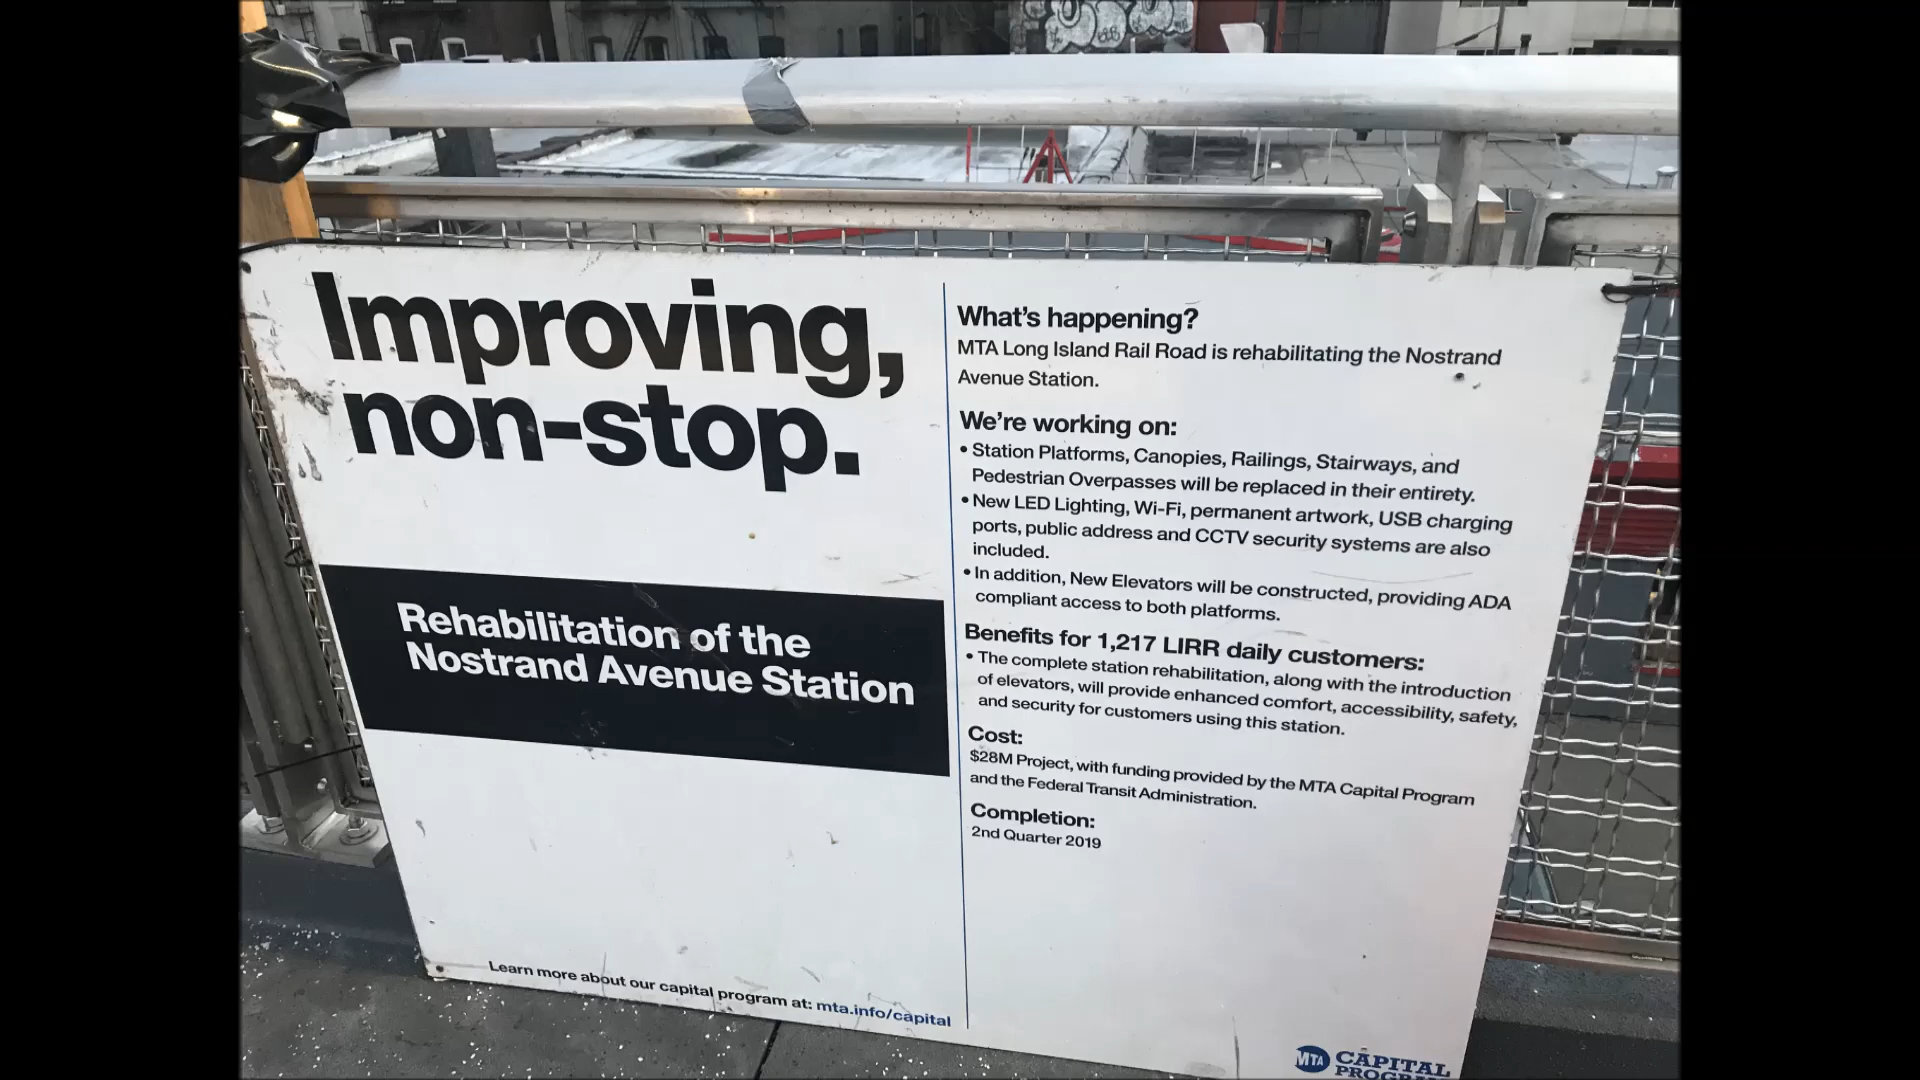 Improving,
non-stop.
Rehabilitation of the
Nostrand Avenue Station
Learn more about our capital program at: mta.info/capital
What's happening?
MTA Long Island Rail Road is rehabilitating the Nostrand
Avenue Station.
We're working on:
• Station Platforms, Canopies, Railings, Stairways, and
Pedestrian Overpasses will be replaced in their entirety.
• New LED Lighting, Wi-Fi, permanent artwork, USB charging
ports, public address and CCTV security systems are also
included.
• In addition, New Elevators will be constructed, providing ADA
compliant access to both platforms.
Benefits for 1,217 LIRR daily customers:
• The complete station rehabilitation, along with the introduction
of elevators, will provide enhanced comfort, accessibility, safety,
and security for customers using this station.
Cost:
$28M Project, with funding provided by the MTA Capital Program
and the Federal Transit Administration.
Completion:
2nd Quarter 2019
MTA CAPITAL